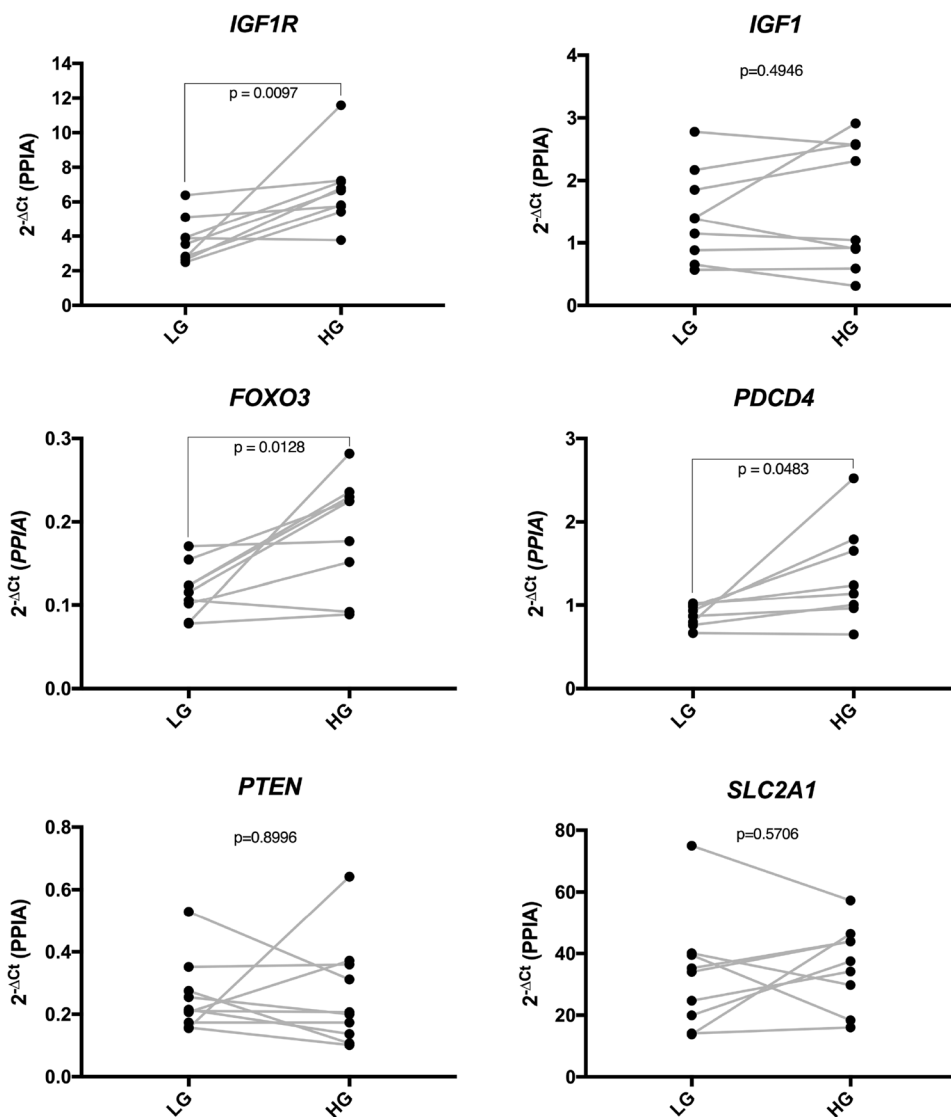 IGF1R
14
12
10
8
6
4
2
0
2-ΔCt (PPIA)
p = 0.0097
LG
HG
IGF1
4
3
2
1
0
2-ΔCt (PPIA)
p=0.4946
LG
HG
FOXO3
0.3
0.2
0.1
0.0
2-ΔCt (PPIA)
p = 0.0128
LG
HG
PDCD4
3
2
1
0
2-ΔCt (PPIA)
p = 0.0483
LG
HG
PTEN
0.8
0.6
0.4
0.2
0.0
2-ΔCt (PPIA)
p=0.8996
LG
HG
SLC2A1
80
60
40
20
0
2-ΔCt (PPIA)
p=0.5706
LG
HG